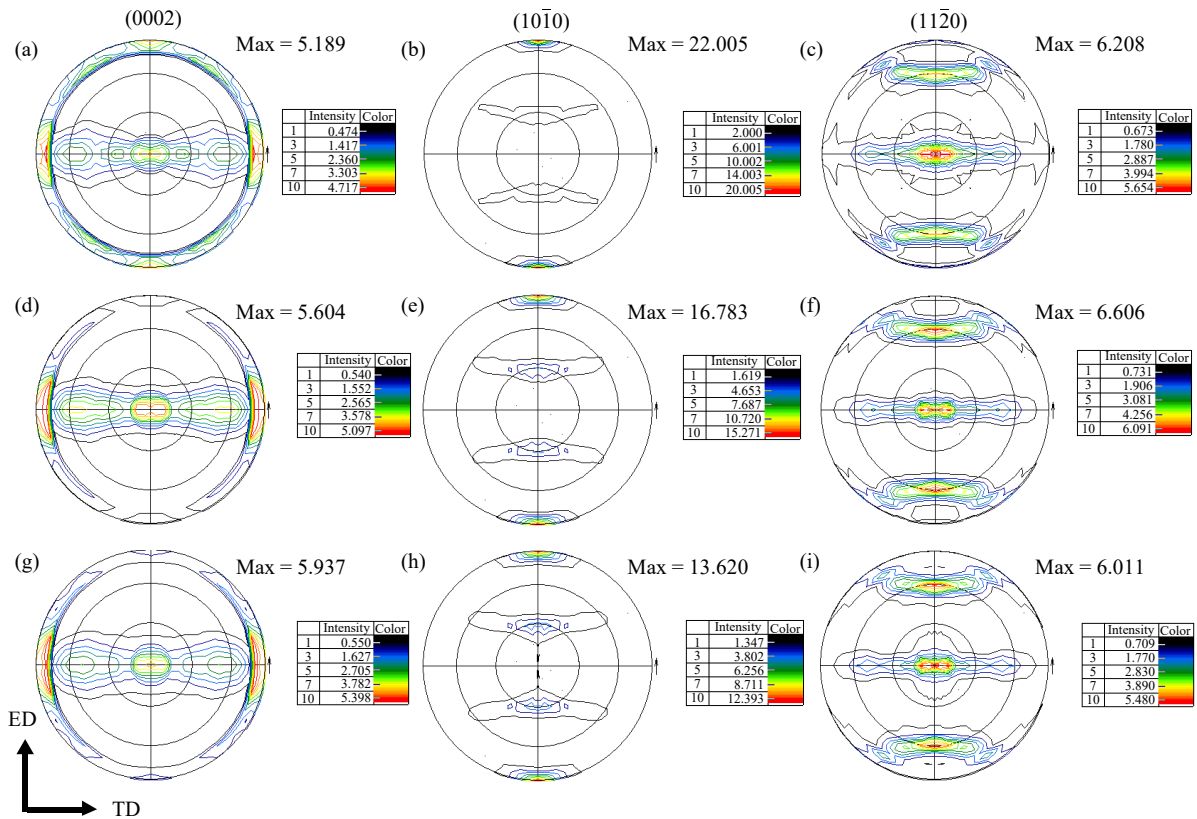 (0002)
(101̅0)
(112̅0)
(a)
Max = 5.189
(b)
Max = 22.005
(c)
Max = 6.208
Intensity Color
1 0.474
3 1.417
5 2.360
7 3.303
10 4.717
Intensity Color
1 2.000
3 6.001
5 10.002
7 14.003
10 20.005
Intensity Color
1 0.673
3 1.780
5 2.887
7 3.994
10 5.654
(d)
Max = 5.604
(e)
Max = 16.783
(f)
Max = 6.606
Intensity Color
1 0.540
3 1.552
5 2.565
7 3.578
10 5.097
Intensity Color
1 1.619
3 4.653
5 7.687
7 10.720
10 15.271
Intensity Color
1 0.731
3 1.906
5 3.081
7 4.256
10 6.091
(g)
Max = 5.937
(h)
Max = 13.620
(i)
Max = 6.011
Intensity Color
1 0.550
3 1.627
5 2.705
7 3.782
10 5.398
Intensity Color
1 1.347
3 3.802
5 6.256
7 8.711
10 12.393
Intensity Color
1 0.709
3 1.770
5 2.830
7 3.890
10 5.480
ED
TD